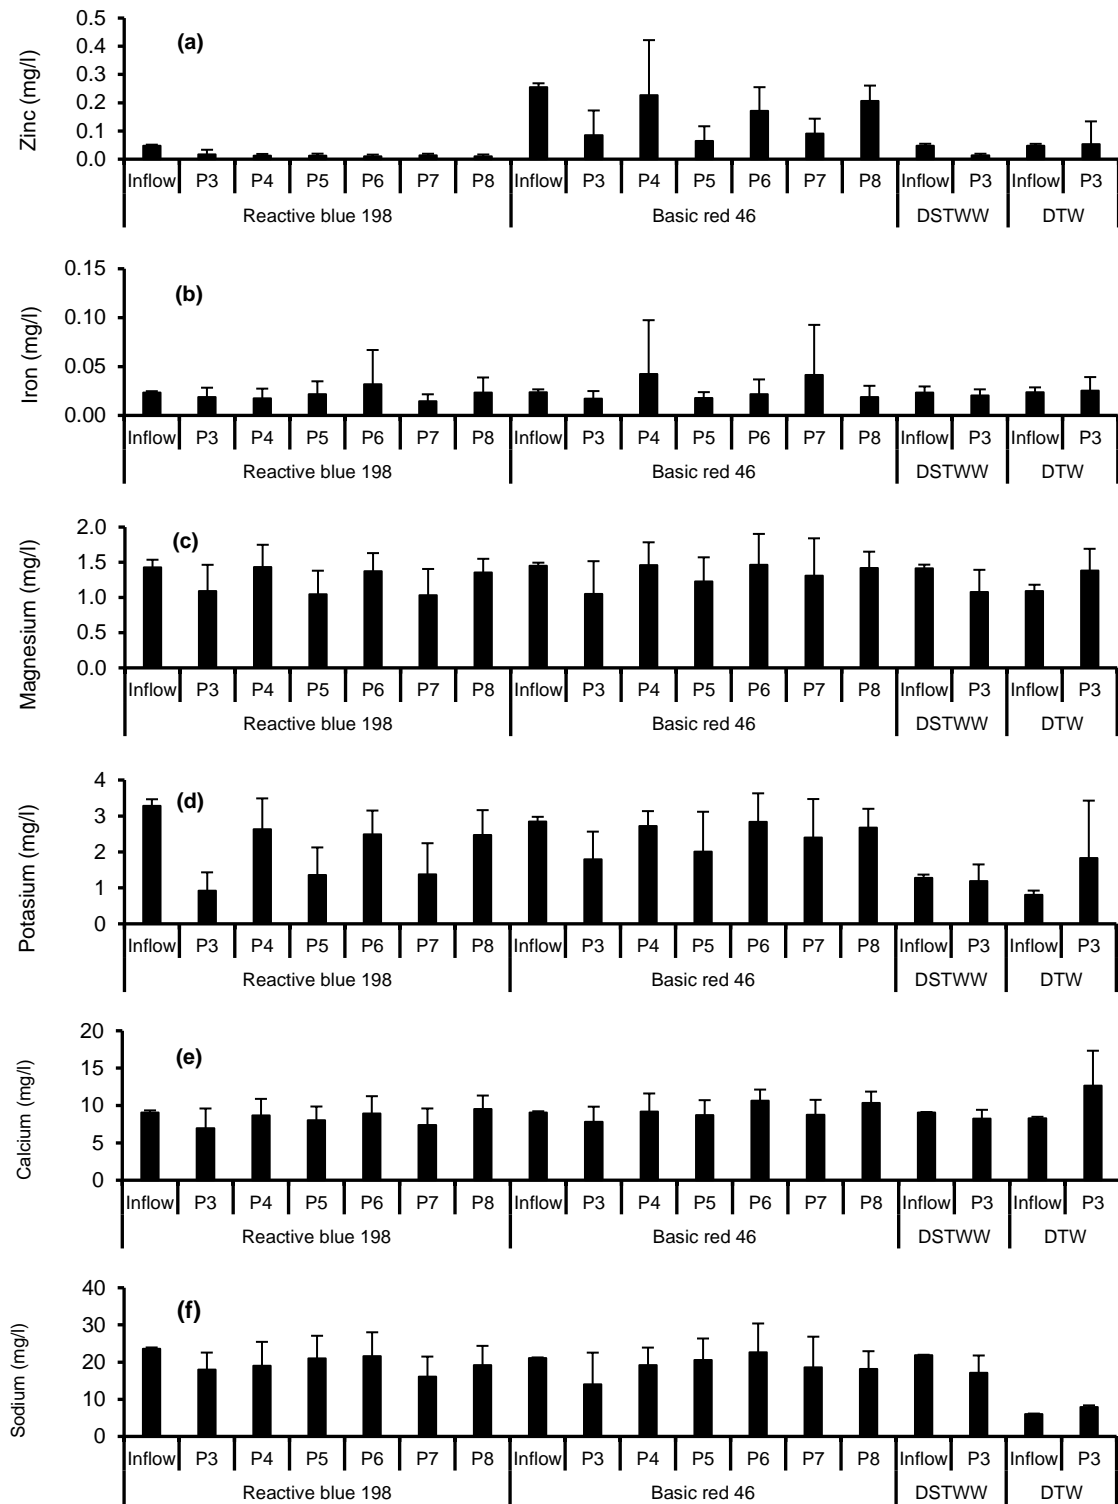 0.5
(a)
0.4
0.3
0.2
0.1
0.0
Zinc (mg/l)
Inflow P3 P4 P5 P6 P7 P8 Inflow P3 P4 P5 P6 P7 P8 Inflow P3 Inflow P3
Reactive blue 198 Basic red 46 DSTWW DTW
0.15
(b)
0.10
0.05
0.00
Iron (mg/l)
Inflow P3 P4 P5 P6 P7 P8 Inflow P3 P4 P5 P6 P7 P8 Inflow P3 Inflow P3
Reactive blue 198 Basic red 46 DSTWW DTW
2.0
(c)
1.5
1.0
0.5
0.0
Magnesium (mg/l)
Inflow P3 P4 P5 P6 P7 P8 Inflow P3 P4 P5 P6 P7 P8 Inflow P3 Inflow P3
Reactive blue 198 Basic red 46 DSTWW DTW
4
(d)
3
2
1
0
Potasium (mg/l)
Inflow P3 P4 P5 P6 P7 P8 Inflow P3 P4 P5 P6 P7 P8 Inflow P3 Inflow P3
Reactive blue 198 Basic red 46 DSTWW DTW
20
(e)
15
10
5
0
Calcium (mg/l)
Inflow P3 P4 P5 P6 P7 P8 Inflow P3 P4 P5 P6 P7 P8 Inflow P3 Inflow P3
Reactive blue 198 Basic red 46 DSTWW DTW
40
(f)
30
20
10
0
Sodium (mg/l)
Inflow P3 P4 P5 P6 P7 P8 Inflow P3 P4 P5 P6 P7 P8 Inflow P3 Inflow P3
Reactive blue 198 Basic red 46 DSTWW DTW